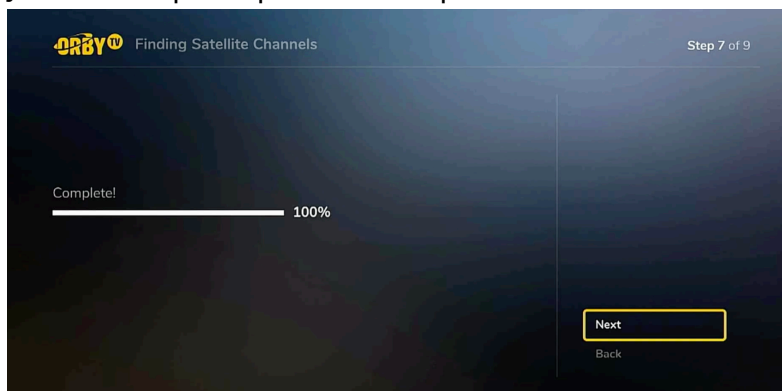 ORBY TV Finding Satellite Channels
Step 7 of 9
Complete!
100%
Next
Back